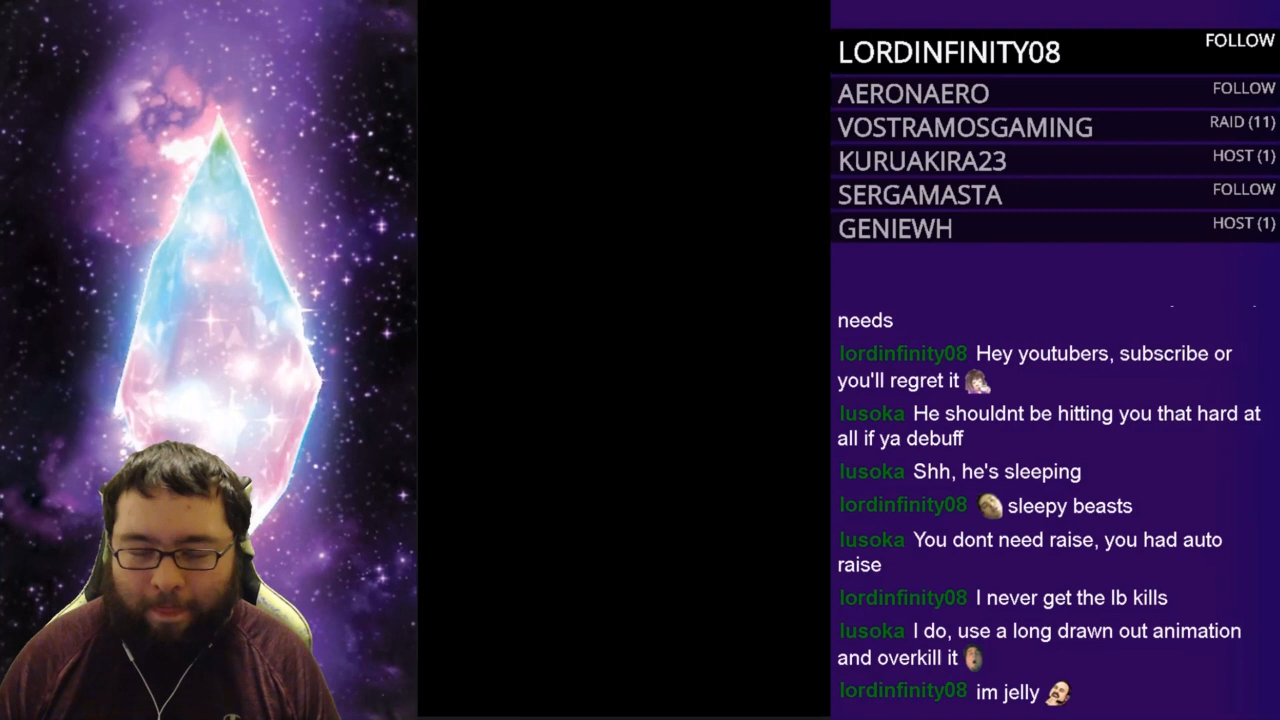 LORDINFINITY08 FOLLOW
AERONAERO FOLLOW
VOSTRAMOSGAMING RAID (11)
KURUAKIRA23 HOST (1)
SERGAMASTA FOLLOW
GENIEWH HOST (1)
needs
lordinfinity08 Hey youtubers, subscribe or
you'll regret it
lusoka He shouldnt be hitting you that hard at
all if ya debuff
lusoka Shh, he's sleeping
lordinfinity08 sleepy beasts
lusoka You dont need raise, you had auto
raise
lordinfinity08 I never get the lb kills
lusoka I do, use a long drawn out animation
and overkill it
lordinfinity08 im jelly